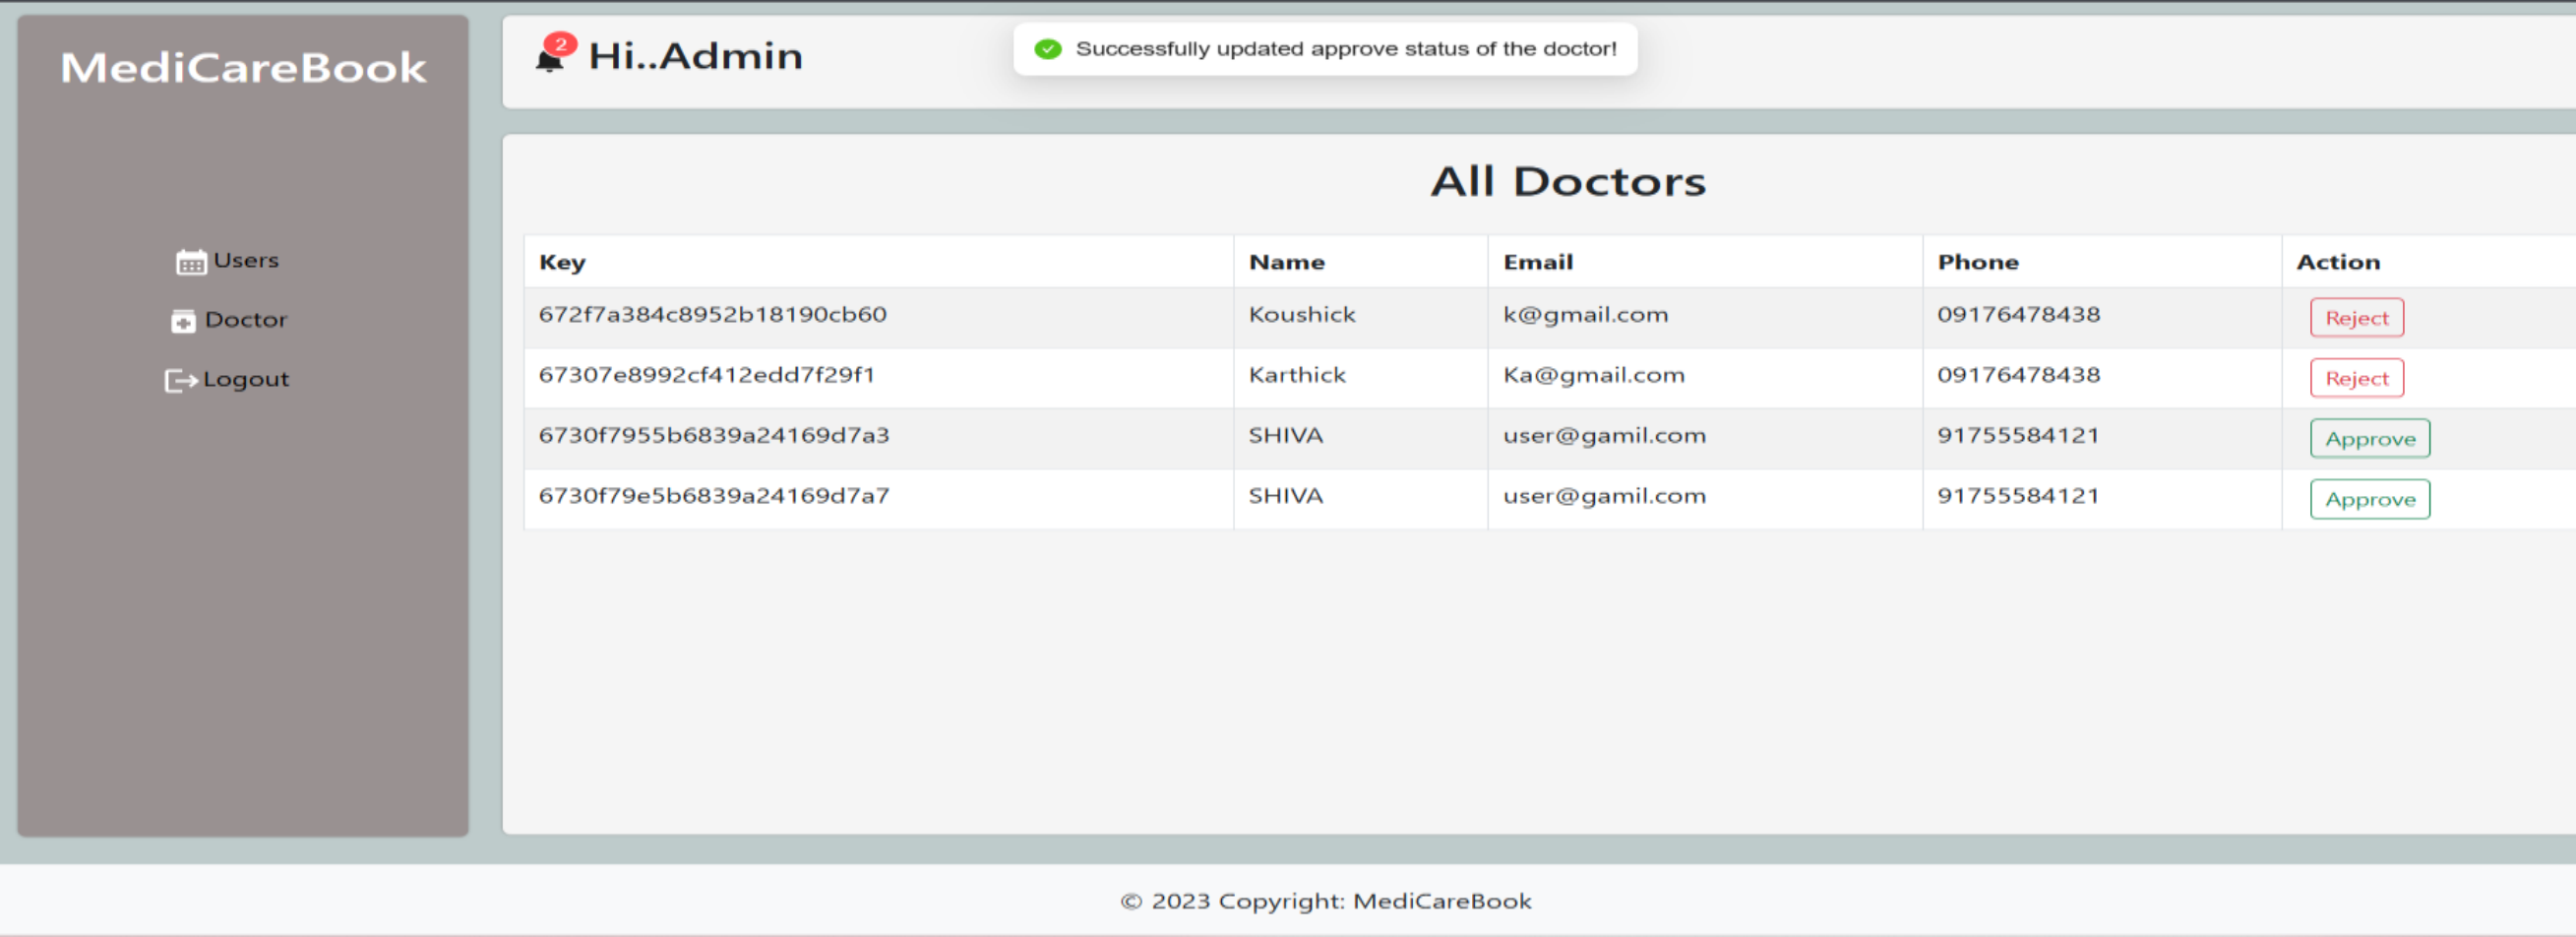 MediCareBook
Users
Doctor
Logout
2
Hi..Admin
Successfully updated approve status of the doctor!
All Doctors
Key Name Email Phone Action
672f7a384c8952b18190cb60 Koushick k@gmail.com 09176478438 Reject
67307e8992cf412edd7f29f1 Karthick Ka@gmail.com 09176478438 Reject
6730f7955b6839a24169d7a3 SHIVA user@gamil.com 91755584121 Approve
6730f79e5b6839a24169d7a7 SHIVA user@gamil.com 91755584121 Approve
© 2023 Copyright: MediCareBook